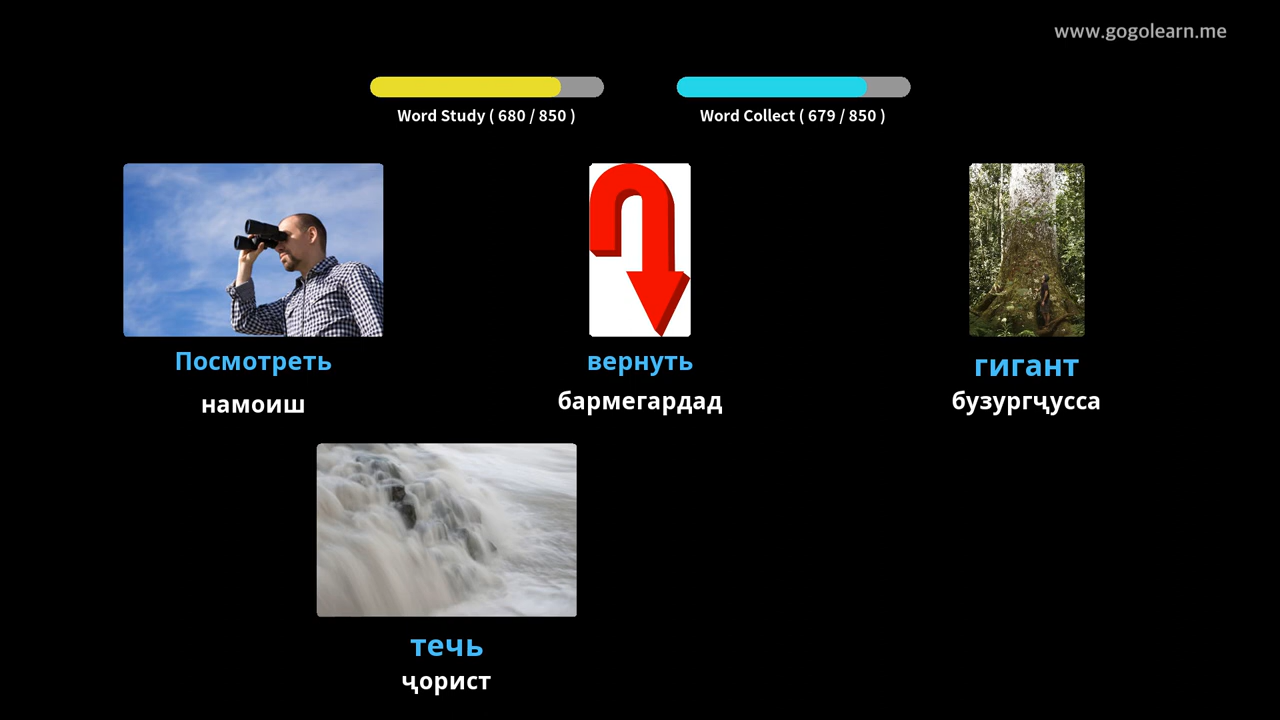 www.gogolearn.me
Word Study ( 680 / 850 )
Word Collect ( 679 / 850 )
Посмотреть
намоиш
вернуть
бармегардад
гигант
бузургҷусса
течь
ҷорист